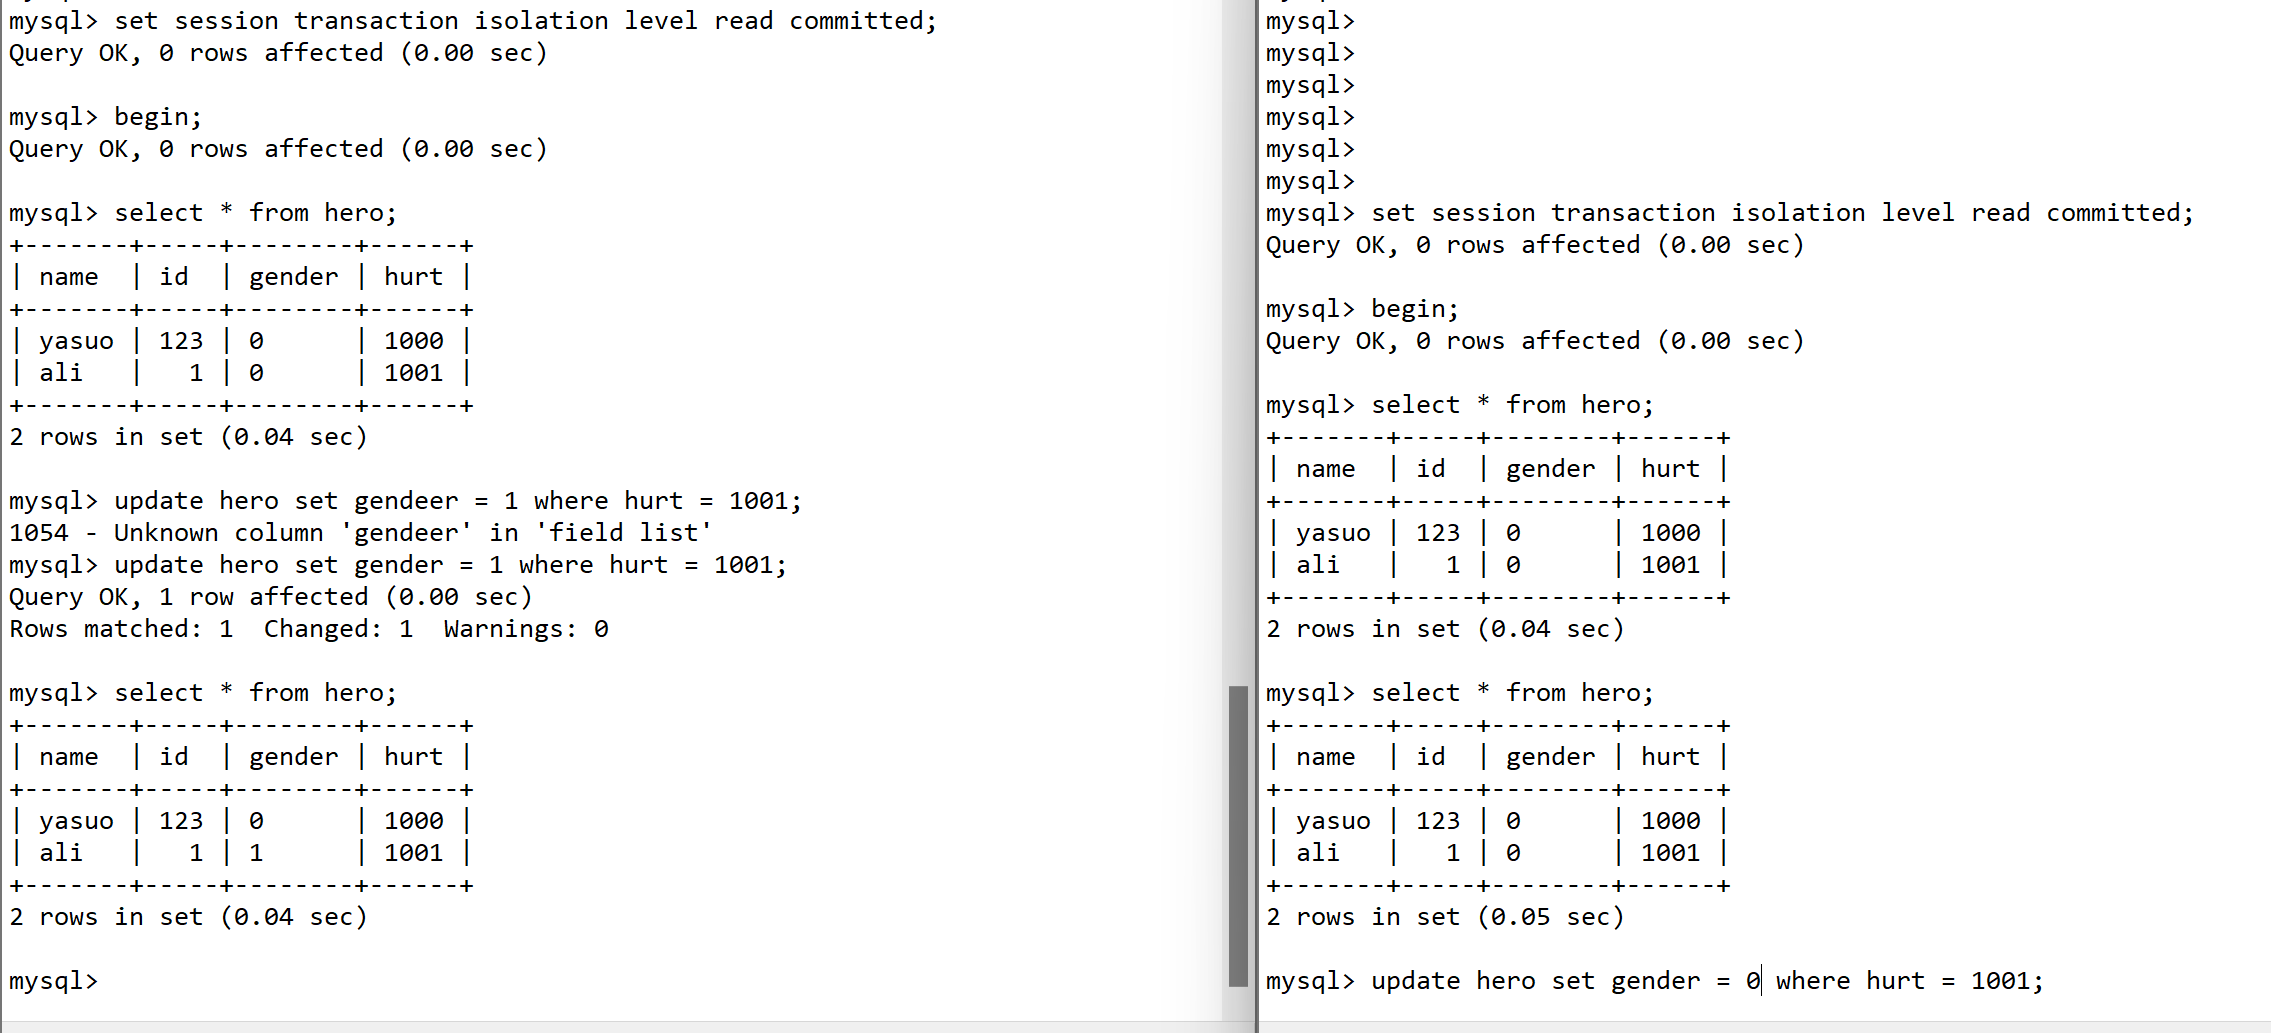 mysql> set session transaction isolation level read committed;
Query OK, 0 rows affected (0.00 sec)

mysql> begin;
Query OK, 0 rows affected (0.00 sec)

mysql> select * from hero;
+-------+-----+--------+------+
| name  | id  | gender | hurt |
+-------+-----+--------+------+
| yasuo | 123 | 0      | 1000 |
| ali   |   1 | 0      | 1001 |
+-------+-----+--------+------+
2 rows in set (0.04 sec)

mysql> update hero set gendeer = 1 where hurt = 1001;
1054 - Unknown column 'gendeer' in 'field list'
mysql> update hero set gender = 1 where hurt = 1001;
Query OK, 1 row affected (0.00 sec)
Rows matched: 1  Changed: 1  Warnings: 0

mysql> select * from hero;
+-------+-----+--------+------+
| name  | id  | gender | hurt |
+-------+-----+--------+------+
| yasuo | 123 | 0      | 1000 |
| ali   |   1 | 1      | 1001 |
+-------+-----+--------+------+
2 rows in set (0.04 sec)

mysql>
mysql>
mysql>
mysql>
mysql>
mysql>
mysql>
mysql> set session transaction isolation level read committed;
Query OK, 0 rows affected (0.00 sec)

mysql> begin;
Query OK, 0 rows affected (0.00 sec)

mysql> select * from hero;
+-------+-----+--------+------+
| name  | id  | gender | hurt |
+-------+-----+--------+------+
| yasuo | 123 | 0      | 1000 |
| ali   |   1 | 0      | 1001 |
+-------+-----+--------+------+
2 rows in set (0.04 sec)

mysql> select * from hero;
+-------+-----+--------+------+
| name  | id  | gender | hurt |
+-------+-----+--------+------+
| yasuo | 123 | 0      | 1000 |
| ali   |   1 | 0      | 1001 |
+-------+-----+--------+------+
2 rows in set (0.05 sec)

mysql> update hero set gender = 0 where hurt = 1001;